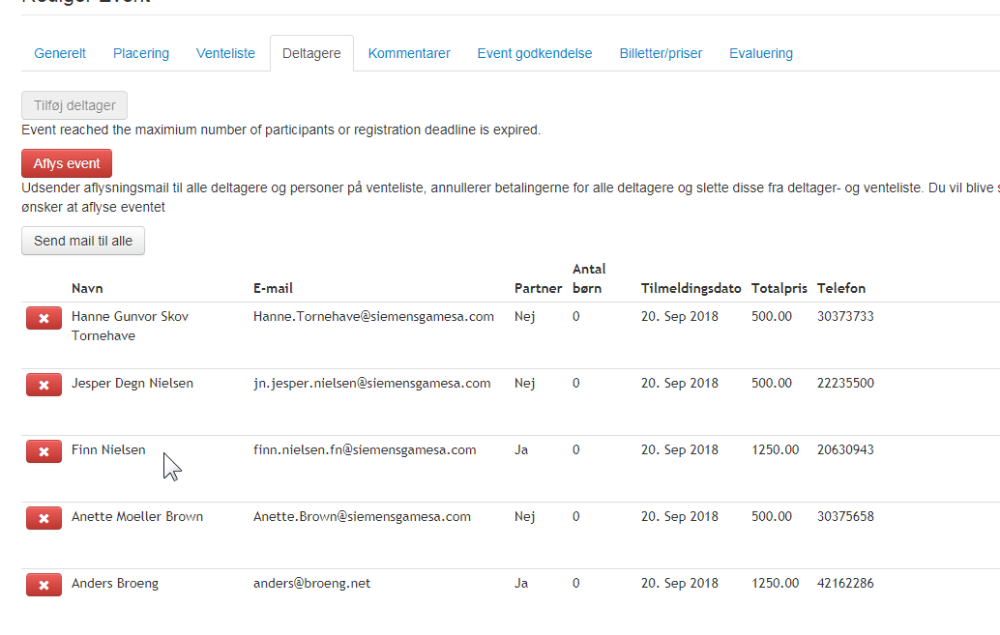 Rediger Event
Generelt Placering Venteliste Deltagere Kommentarer Event godkendelse Billetter/priser Evaluering
Tilføj deltager
Event reached the maximium number of participants or registration deadline is expired.
Aflys event
Udsender aflysningsmail til alle deltagere og personer på venteliste, annullerer betalingerne for alle deltagere og slette disse fra deltager- og venteliste. Du vil blive
ønsker at aflyse eventet
Send mail til alle
Navn E-mail Partner Antal børn Tilmeldingsdato Totalpris Telefon
Hanne Gunvor Skov Hanne.Tornehave@siemensgamesa.com Nej 0 20. Sep 2018 500.00 30373733
Tornehave
Jesper Degn Nielsen jn.jesper.nielsen@siemensgamesa.com Nej 0 20. Sep 2018 500.00 22235500
Finn Nielsen finn.nielsen.fn@siemensgamesa.com Ja 0 20. Sep 2018 1250.00 20630943
Anette Moeller Brown Anette.Brown@siemensgamesa.com Nej 0 20. Sep 2018 500.00 30375658
Anders Broeng anders@broeng.net Ja 0 20. Sep 2018 1250.00 42162286